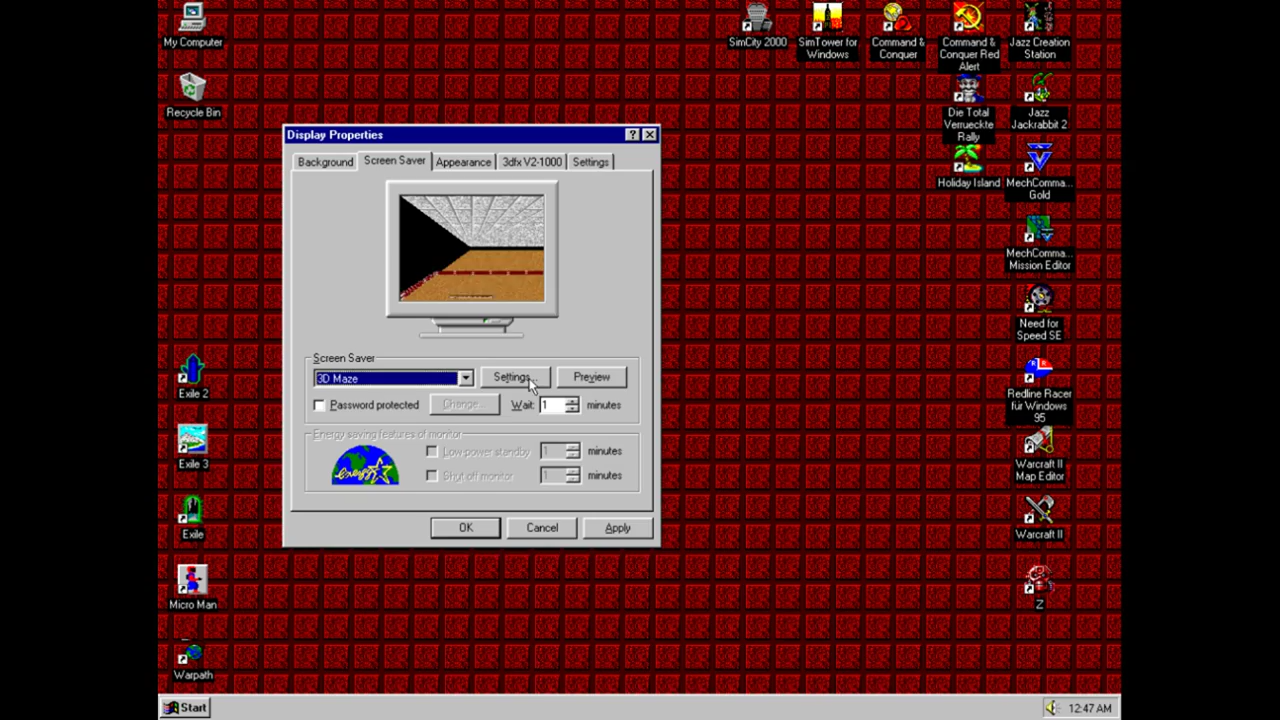 My Computer
Recycle Bin
SimCity 2000
SimTower for
Windows
Command &
Conquer
Command &
Conquer Red
Alert
Jazz Creation
Station
Die Total
Verrueckte
Rally
Jazz
Jackrabbit 2
Holiday Island
MechComma...
Gold
MechComma...
Mission Editor
Need for
Speed SE
Redline Racer
für Windows
95
Warcraft II
Map Editor
Warcraft II
Z
Exile 2
Exile 3
Exile
Micro Man
Warpath
Display Properties
Background Screen Saver Appearance 3dfx V2-1000 Settings
Screen Saver
3D Maze Settings... Preview
Password protected Change... Wait: 1 minutes
Energy saving features of monitor
Low-power standby 1 minutes
Shut off monitor 1 minutes
Energy
OK Cancel Apply
Start 12:47 AM